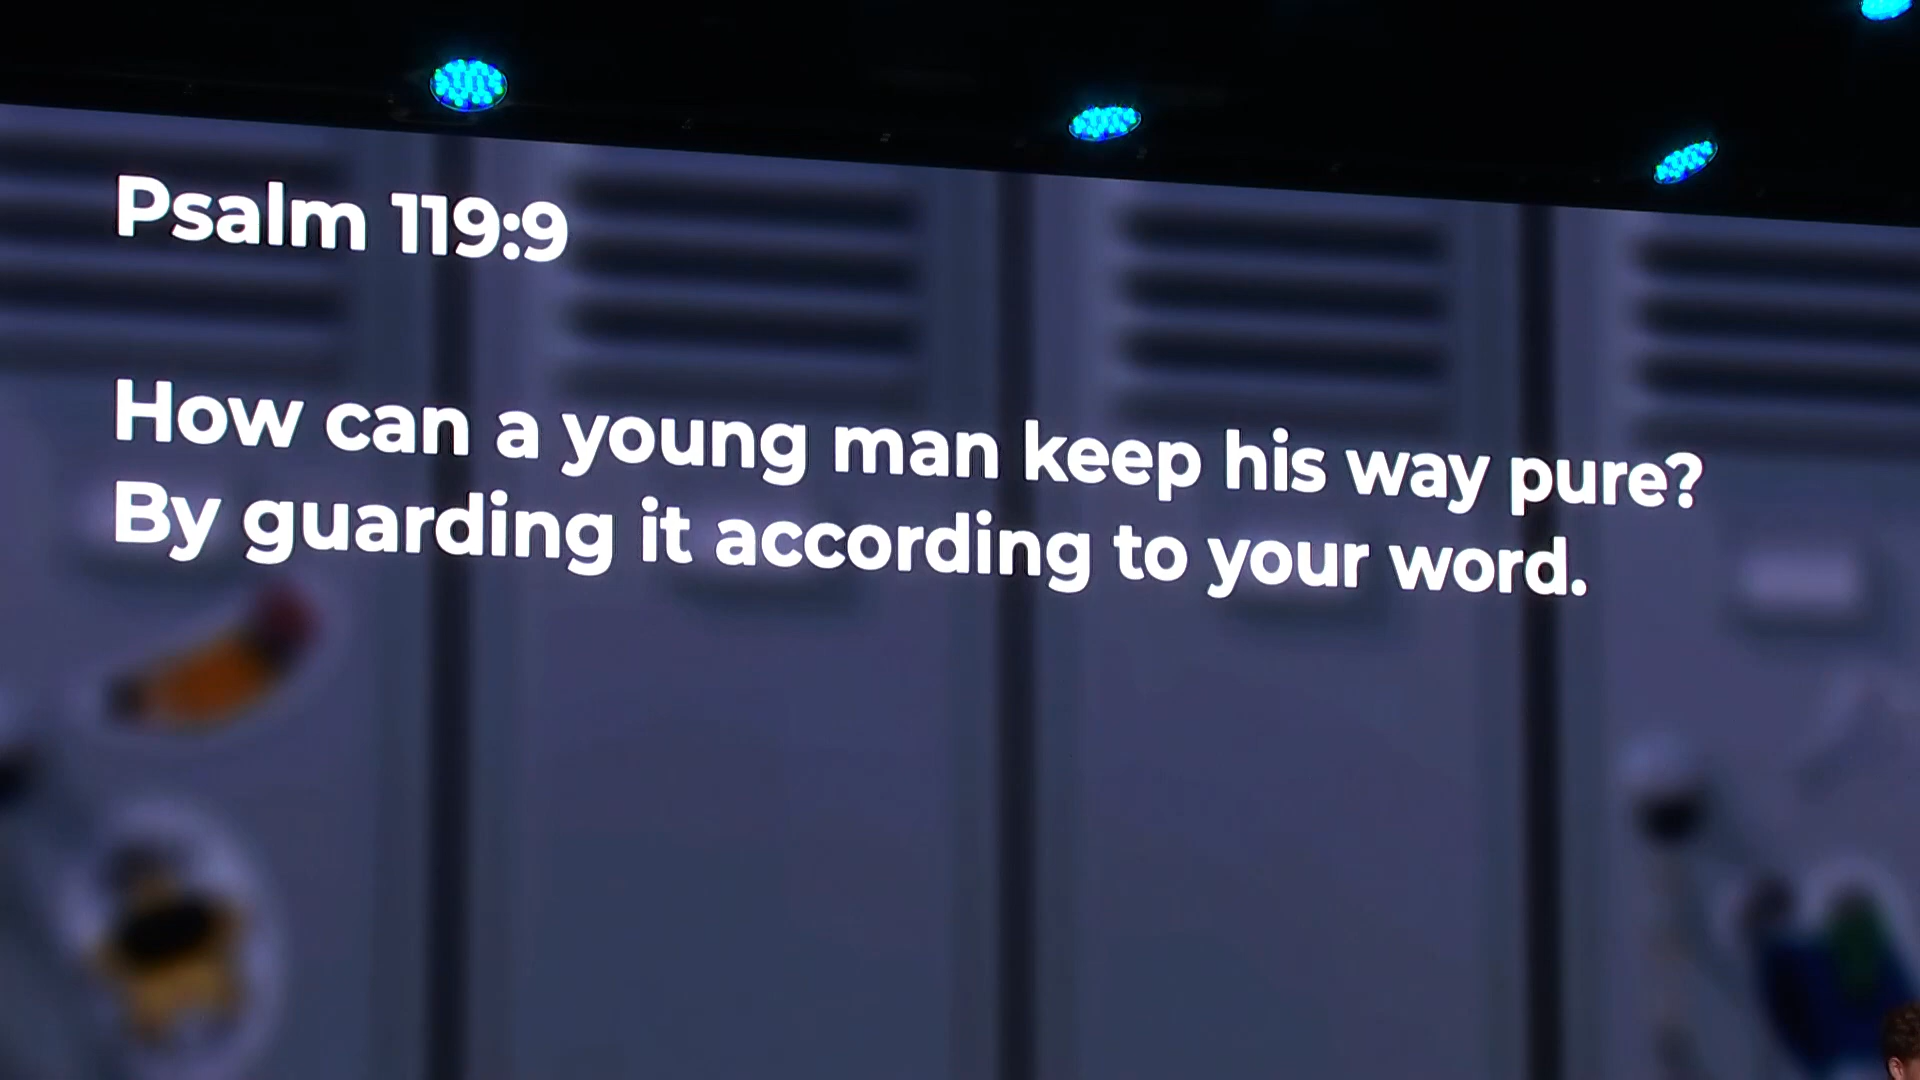 Psalm 119:9
How can a young man keep his way pure?
By guarding it according to your word.